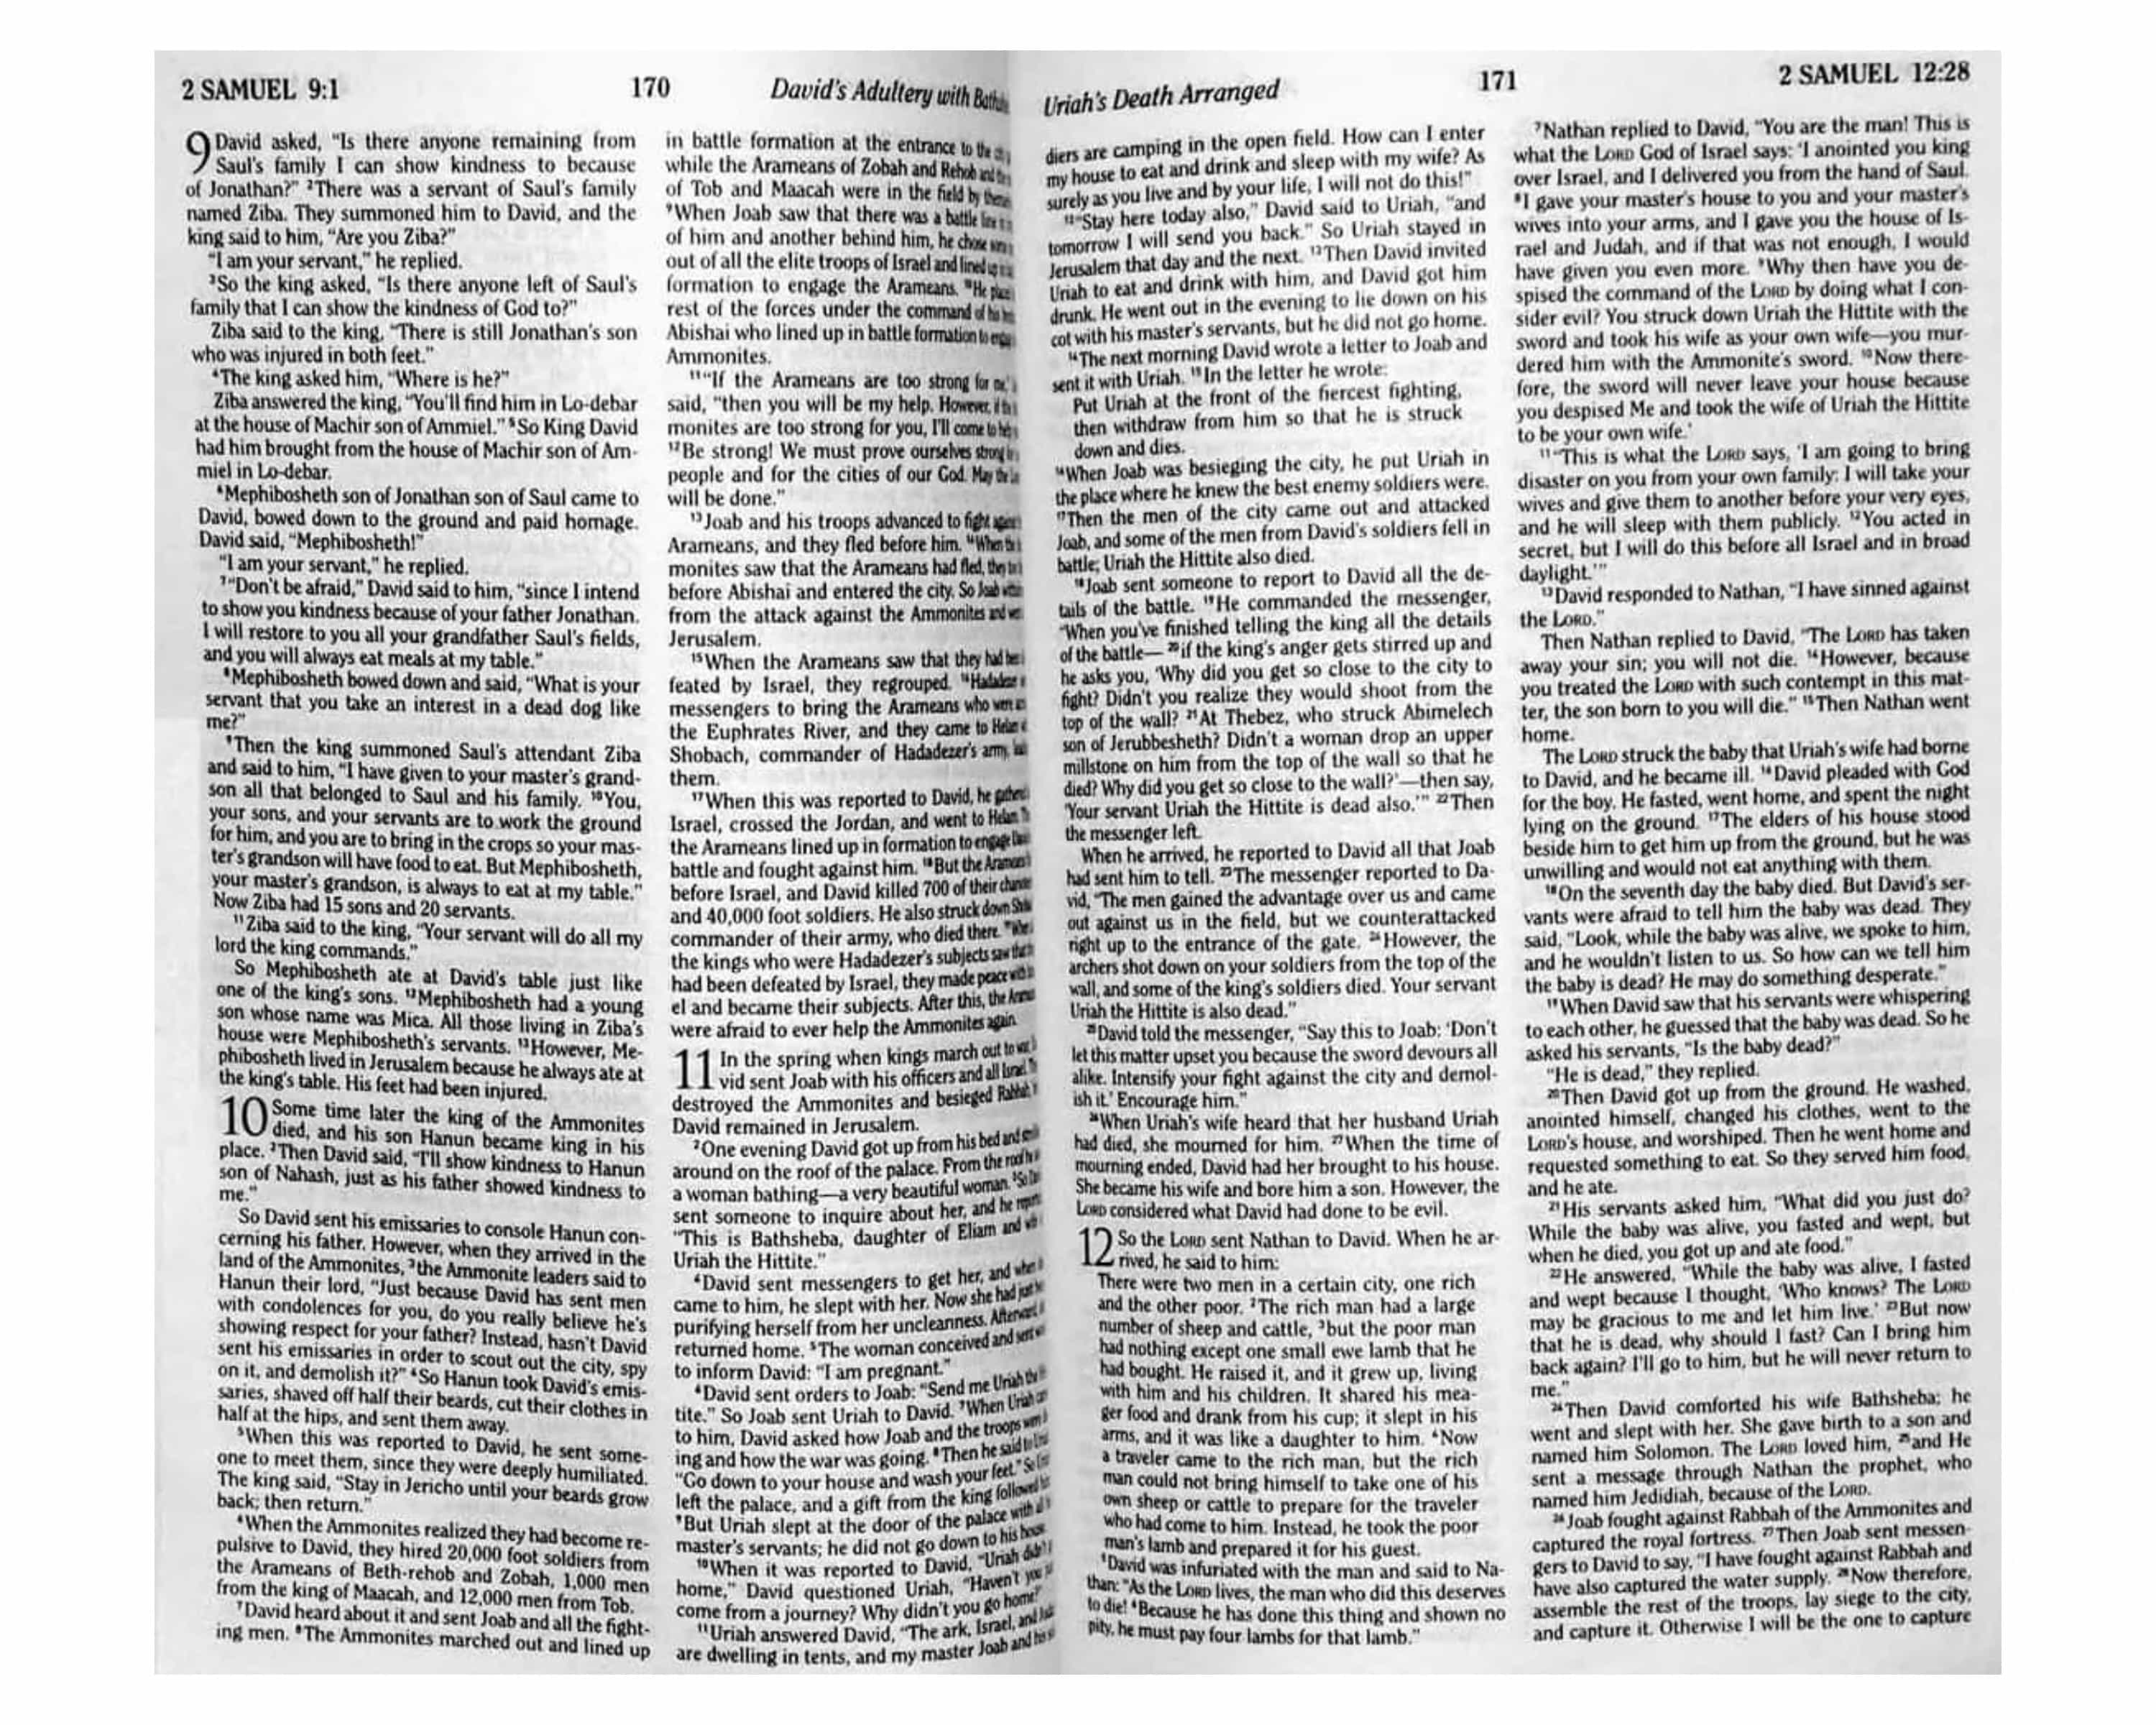 2 SAMUEL 9:1
170
David's Adultery with
9 David asked, "Is there anyone remaining from
Saul's family I can show kindness to because
of Jonathan?" ²There was a servant of Saul's family
named Ziba. They summoned him to David, and the
king said to him, "Are you Ziba?"
"I am your servant," he replied.
³So the king asked, "Is there anyone left of Saul's
family that I can show the kindness of God to?"
Ziba said to the king, "There is still Jonathan's son
who was injured in both feet."
⁴The king asked him, "Where is he?"
Ziba answered the king, "You'll find him in Lo-debar
at the house of Machir son of Ammiel." ⁵So King David
had him brought from the house of Machir son of Am-
miel in Lo-debar.
⁶Mephibosheth son of Jonathan son of Saul came to
David, bowed down to the ground and paid homage.
David said, "Mephibosheth!"
"I am your servant," he replied.
⁷"Don't be afraid," David said to him, "since I intend
to show you kindness because of your father Jonathan.
I will restore to you all your grandfather Saul's fields,
and you will always eat meals at my table."
⁸Mephibosheth bowed down and said, "What is your
servant that you take an interest in a dead dog like
me?"
⁹Then the king summoned Saul's attendant Ziba
and said to him, "I have given to your master's grand-
son all that belonged to Saul and his family. ¹⁰You,
your sons, and your servants are to work the ground
for him, and you are to bring in the crops so your mas-
ter's grandson will have food to eat. But Mephibosheth,
your master's grandson, is always to eat at my table."
Now Ziba had 15 sons and 20 servants.
¹¹Ziba said to the king, "Your servant will do all my
lord the king commands."
So Mephibosheth ate at David's table just like
one of the king's sons. ¹²Mephibosheth had a young
son whose name was Mica. All those living in Ziba's
house were Mephibosheth's servants. ¹³However, Me-
phibosheth lived in Jerusalem because he always ate at
the king's table. His feet had been injured.
10 Some time later the king of the Ammonites
died, and his son Hanun became king in his
place. ²Then David said, "I'll show kindness to Hanun
son of Nahash, just as his father showed kindness to
me."
So David sent his emissaries to console Hanun con-
cerning his father. However, when they arrived in the
land of the Ammonites, ³the Ammonite leaders said to
Hanun their lord, "Just because David has sent men
with condolences for you, do you really believe he's
showing respect for your father? Instead, hasn't David
sent his emissaries in order to scout out the city, spy
on it, and demolish it?" ⁴So Hanun took David's emis-
saries, shaved off half their beards, cut their clothes in
half at the hips, and sent them away.
⁵When this was reported to David, he sent some-
one to meet them, since they were deeply humiliated.
The king said, "Stay in Jericho until your beards grow
back; then return."
⁶When the Ammonites realized they had become re-
pulsive to David, they hired 20,000 foot soldiers from
the Arameans of Beth-rehob and Zobah, 1,000 men
from the king of Maacah, and 12,000 men from Tob.
⁷David heard about it and sent Joab and all the fight-
ing men. ⁸The Ammonites marched out and lined up
in battle formation at the entrance to the
while the Arameans of Zobah and Rehob
of Tob and Maacah were in the field by
⁹When Joab saw that there was a battle line
of him and another behind him, he chose
out of all the elite troops of Israel and lined up
formation to engage the Arameans. ¹⁰He
rest of the forces under the command of
Abishai who lined up in battle formation to
Ammonites.
¹¹"If the Arameans are too strong for
said, "then you will be my help. However,
monites are too strong for you, I'll come to
¹²Be strong! We must prove ourselves strong
people and for the cities of our God. May
will be done."
¹³Joab and his troops advanced to fight
Arameans, and they fled before him. ¹⁴When
monites saw that the Arameans had fled, they
before Abishai and entered the city. So Joab
from the attack against the Ammonites and
Jerusalem.
¹⁵When the Arameans saw that they had
feated by Israel, they regrouped. ¹⁶Hadadezer
messengers to bring the Arameans who were
the Euphrates River, and they came to Helam
Shobach, commander of Hadadezer's army,
them.
¹⁷When this was reported to David, he gathered
Israel, crossed the Jordan, and went to Helam.
the Arameans lined up in formation to engage
battle and fought against him. ¹⁸But the Arameans
before Israel, and David killed 700 of their
and 40,000 foot soldiers. He also struck down
commander of their army, who died there. ¹⁹When
the kings who were Hadadezer's subjects saw that
had been defeated by Israel, they made peace with
el and became their subjects. After this, the
were afraid to ever help the Ammonites again.
11 In the spring when kings march out to
vid sent Joab with his officers and all Israel.
destroyed the Ammonites and besieged Rabbah,
David remained in Jerusalem.
²One evening David got up from his bed and
around on the roof of the palace. From the roof
a woman bathing—a very beautiful woman. ³So
sent someone to inquire about her, and he
"This is Bathsheba, daughter of Eliam and
Uriah the Hittite."
⁴David sent messengers to get her, and when
came to him, he slept with her. Now she had just
purifying herself from her uncleanness. Afterward,
returned home. ⁵The woman conceived and sent
to inform David: "I am pregnant."
⁶David sent orders to Joab: "Send me Uriah the
tite." So Joab sent Uriah to David. ⁷When Uriah
to him, David asked how Joab and the troops were
ing and how the war was going. ⁸Then he said to
"Go down to your house and wash your feet." So
left the palace, and a gift from the king followed
⁹But Uriah slept at the door of the palace with all
master's servants; he did not go down to his house.
¹⁰When it was reported to David, "Uriah didn't
home," David questioned Uriah, "Haven't you
come from a journey? Why didn't you go home?"
¹¹Uriah answered David, "The ark, Israel, and
are dwelling in tents, and my master Joab and his
Uriah's Death Arranged
171
2 SAMUEL 12:28
diers are camping in the open field. How can I enter
my house to eat and drink and sleep with my wife? As
surely as you live and by your life, I will not do this!"
¹²"Stay here today also," David said to Uriah, "and
tomorrow I will send you back." So Uriah stayed in
Jerusalem that day and the next. ¹³Then David invited
Uriah to eat and drink with him, and David got him
drunk. He went out in the evening to lie down on his
cot with his master's servants, but he did not go home.
¹⁴The next morning David wrote a letter to Joab and
sent it with Uriah. ¹⁵In the letter he wrote:
Put Uriah at the front of the fiercest fighting,
then withdraw from him so that he is struck
down and dies.
¹⁶When Joab was besieging the city, he put Uriah in
the place where he knew the best enemy soldiers were.
¹⁷Then the men of the city came out and attacked
Joab, and some of the men from David's soldiers fell in
battle; Uriah the Hittite also died.
¹⁸Joab sent someone to report to David all the de-
tails of the battle. ¹⁹He commanded the messenger,
"When you've finished telling the king all the details
of the battle— ²⁰if the king's anger gets stirred up and
he asks you, 'Why did you get so close to the city to
fight? Didn't you realize they would shoot from the
top of the wall? ²¹At Thebez, who struck Abimelech
son of Jerubbesheth? Didn't a woman drop an upper
millstone on him from the top of the wall so that he
died? Why did you get so close to the wall?'—then say,
'Your servant Uriah the Hittite is dead also.'" ²²Then
the messenger left.
When he arrived, he reported to David all that Joab
had sent him to tell. ²³The messenger reported to Da-
vid, "The men gained the advantage over us and came
out against us in the field, but we counterattacked
right up to the entrance of the gate. ²⁴However, the
archers shot down on your soldiers from the top of the
wall, and some of the king's soldiers died. Your servant
Uriah the Hittite is also dead."
²⁵David told the messenger, "Say this to Joab: 'Don't
let this matter upset you because the sword devours all
alike. Intensify your fight against the city and demol-
ish it.' Encourage him."
²⁶When Uriah's wife heard that her husband Uriah
had died, she mourned for him. ²⁷When the time of
mourning ended, David had her brought to his house.
She became his wife and bore him a son. However, the
LORD considered what David had done to be evil.
12 So the LORD sent Nathan to David. When he ar-
rived, he said to him:
There were two men in a certain city, one rich
and the other poor. ²The rich man had a large
number of sheep and cattle, ³but the poor man
had nothing except one small ewe lamb that he
had bought. He raised it, and it grew up, living
with him and his children. It shared his mea-
ger food and drank from his cup; it slept in his
arms, and it was like a daughter to him. ⁴Now
a traveler came to the rich man, but the rich
man could not bring himself to take one of his
own sheep or cattle to prepare for the traveler
who had come to him. Instead, he took the poor
man's lamb and prepared it for his guest.
⁵David was infuriated with the man and said to Na-
than: "As the LORD lives, the man who did this deserves
to die! ⁶Because he has done this thing and shown no
pity, he must pay four lambs for that lamb."
⁷Nathan replied to David, "You are the man! This is
what the LORD God of Israel says: 'I anointed you king
over Israel, and I delivered you from the hand of Saul.
⁸I gave your master's house to you and your master's
wives into your arms, and I gave you the house of Is-
rael and Judah, and if that was not enough, I would
have given you even more. ⁹Why then have you de-
spised the command of the LORD by doing what I con-
sider evil? You struck down Uriah the Hittite with the
sword and took his wife as your own wife—you mur-
dered him with the Ammonite's sword. ¹⁰Now there-
fore, the sword will never leave your house because
you despised Me and took the wife of Uriah the Hittite
to be your own wife.'
¹¹"This is what the LORD says, 'I am going to bring
disaster on you from your own family: I will take your
wives and give them to another before your very eyes,
and he will sleep with them publicly. ¹²You acted in
secret, but I will do this before all Israel and in broad
daylight.'"
¹³David responded to Nathan, "I have sinned against
the LORD."
Then Nathan replied to David, "The LORD has taken
away your sin; you will not die. ¹⁴However, because
you treated the LORD with such contempt in this mat-
ter, the son born to you will die." ¹⁵Then Nathan went
home.
The LORD struck the baby that Uriah's wife had borne
to David, and he became ill. ¹⁶David pleaded with God
for the boy. He fasted, went home, and spent the night
lying on the ground. ¹⁷The elders of his house stood
beside him to get him up from the ground, but he was
unwilling and would not eat anything with them.
¹⁸On the seventh day the baby died. But David's ser-
vants were afraid to tell him the baby was dead. They
said, "Look, while the baby was alive, we spoke to him,
and he wouldn't listen to us. So how can we tell him
the baby is dead? He may do something desperate."
¹⁹When David saw that his servants were whispering
to each other, he guessed that the baby was dead. So he
asked his servants, "Is the baby dead?"
"He is dead," they replied.
²⁰Then David got up from the ground. He washed,
anointed himself, changed his clothes, went to the
LORD's house, and worshiped. Then he went home and
requested something to eat. So they served him food,
and he ate.
²¹His servants asked him, "What did you just do?
While the baby was alive, you fasted and wept, but
when he died, you got up and ate food."
²²He answered, "While the baby was alive, I fasted
and wept because I thought, 'Who knows? The LORD
may be gracious to me and let him live.' ²³But now
that he is dead, why should I fast? Can I bring him
back again? I'll go to him, but he will never return to
me."
²⁴Then David comforted his wife Bathsheba; he
went and slept with her. She gave birth to a son and
named him Solomon. The LORD loved him, ²⁵and He
sent a message through Nathan the prophet, who
named him Jedidiah, because of the LORD.
²⁶Joab fought against Rabbah of the Ammonites and
captured the royal fortress. ²⁷Then Joab sent messen-
gers to David to say, "I have fought against Rabbah and
have also captured the water supply. ²⁸Now therefore,
assemble the rest of the troops, lay siege to the city,
and capture it. Otherwise I will be the one to capture